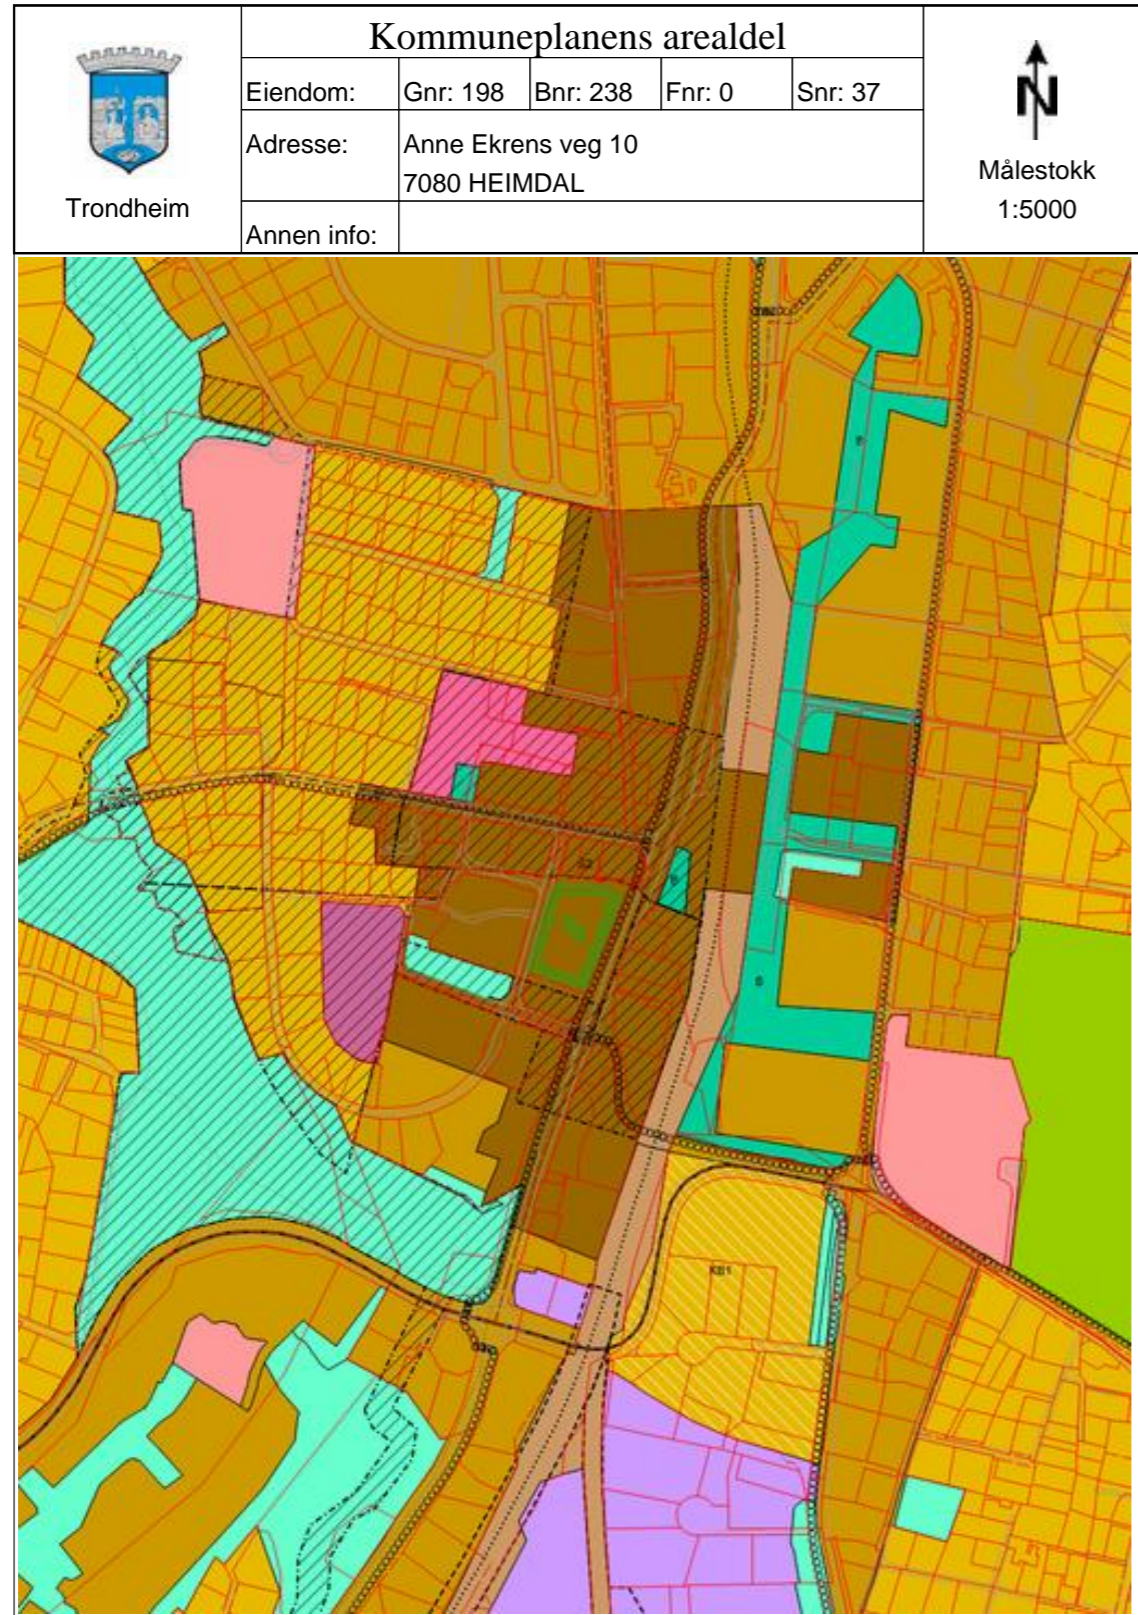 Kommuneplanens arealdel
Eiendom: Gnr: 198 Bnr: 238 Fnr: 0 Snr: 37
Adresse: Anne Ekrens veg 10
7080 HEIMDAL
Annen info:
Trondheim
N
Målestokk
1:5000
KB1